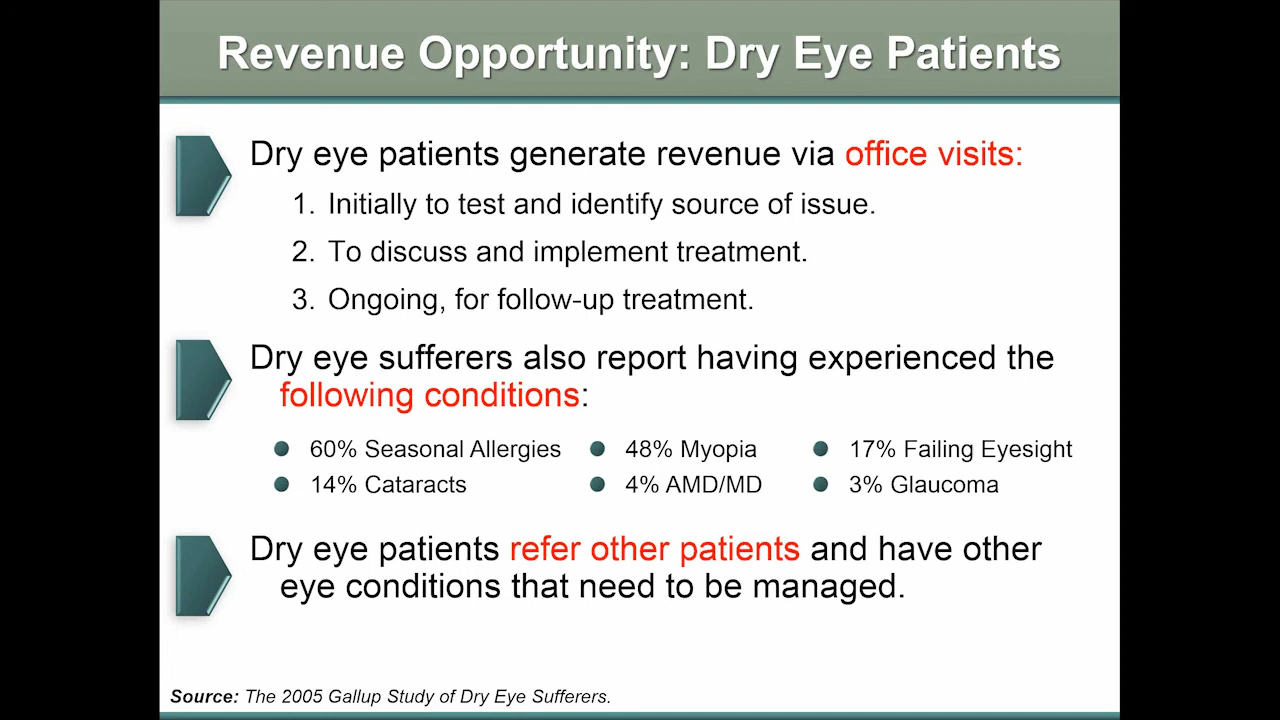 Revenue Opportunity: Dry Eye Patients
Dry eye patients generate revenue via office visits:
1. Initially to test and identify source of issue.
2. To discuss and implement treatment.
3. Ongoing, for follow-up treatment.
Dry eye sufferers also report having experienced the
following conditions:
60% Seasonal Allergies 48% Myopia 17% Failing Eyesight
14% Cataracts 4% AMD/MD 3% Glaucoma
Dry eye patients refer other patients and have other
eye conditions that need to be managed.
Source: The 2005 Gallup Study of Dry Eye Sufferers.